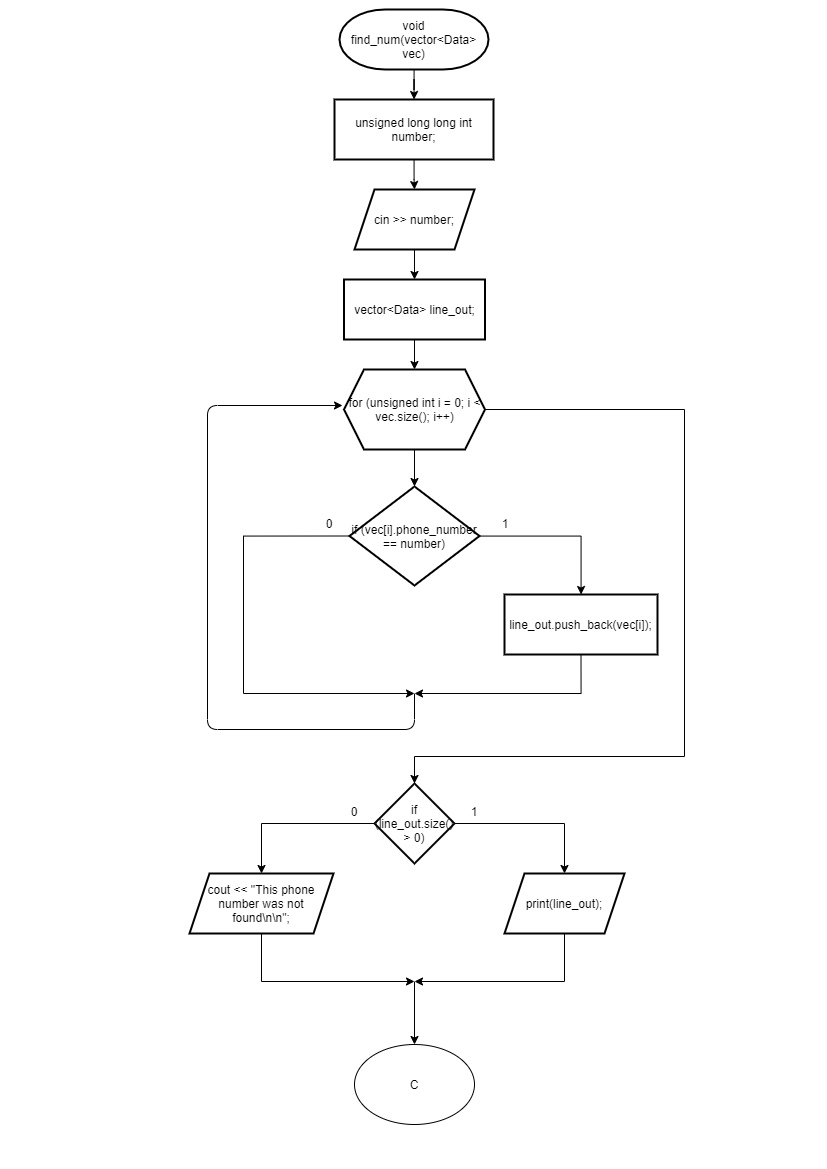 void
find_num(vector<Data>
vec)
unsigned long long int
number;
cin >> number;
vector<Data> line_out;
for (unsigned int i = 0; i <
vec.size(); i++)
0
1
if (vec[i].phone_number
== number)
line_out.push_back(vec[i]);
0
1
if
(line_out.size()
> 0)
cout << "This phone
number was not
found\n\n";
print(line_out);
C